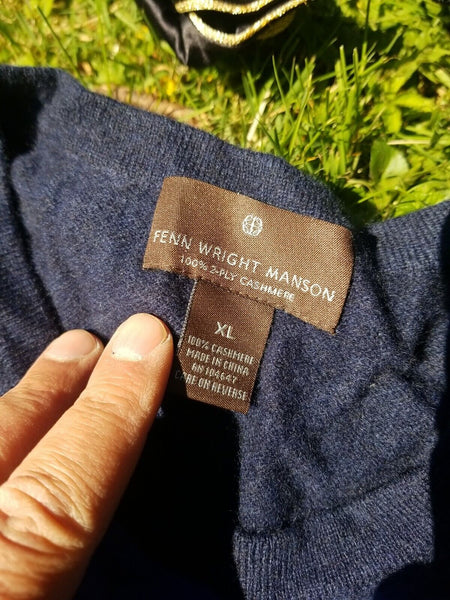 FENN WRIGHT MANSON
100% 2-PLY CASHMERE
XL
100% CASHMERE
MADE IN CHINA
RN 104647
CARE ON REVERSE